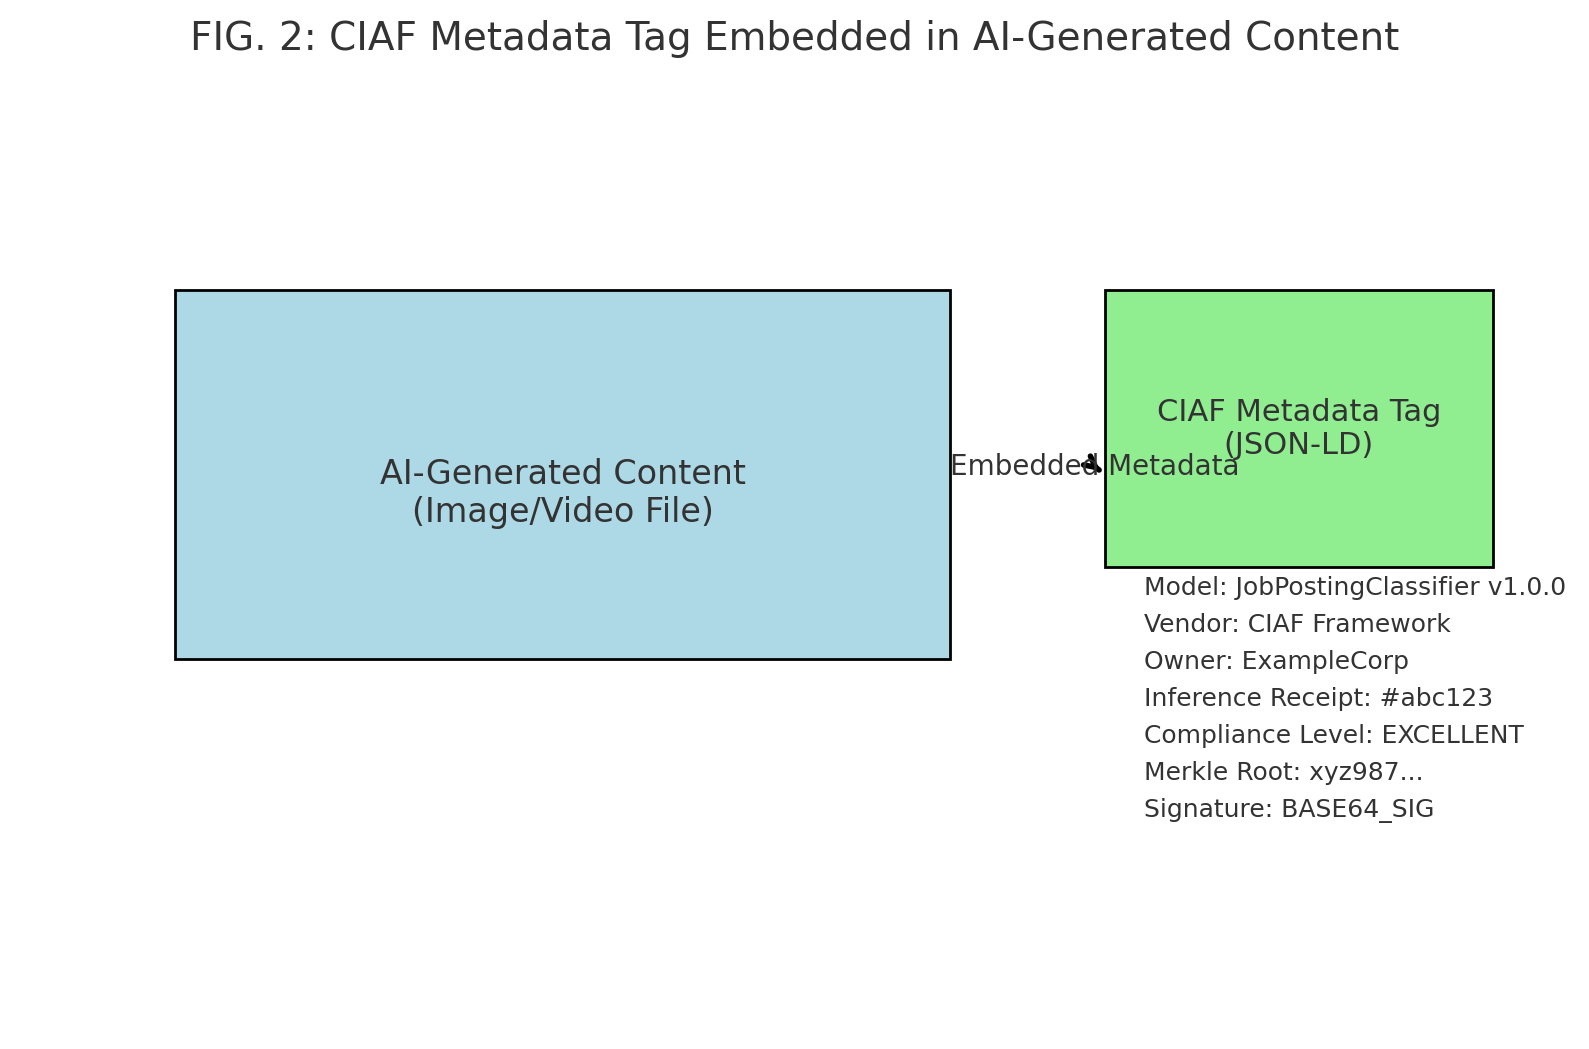 FIG. 2: CIAF Metadata Tag Embedded in AI-Generated Content
AI-Generated Content
(Image/Video File)
Embedded Metadata
CIAF Metadata Tag
(JSON-LD)
Model: JobPostingClassifier v1.0.0
Vendor: CIAF Framework
Owner: ExampleCorp
Inference Receipt: #abc123
Compliance Level: EXCELLENT
Merkle Root: xyz987...
Signature: BASE64_SIG